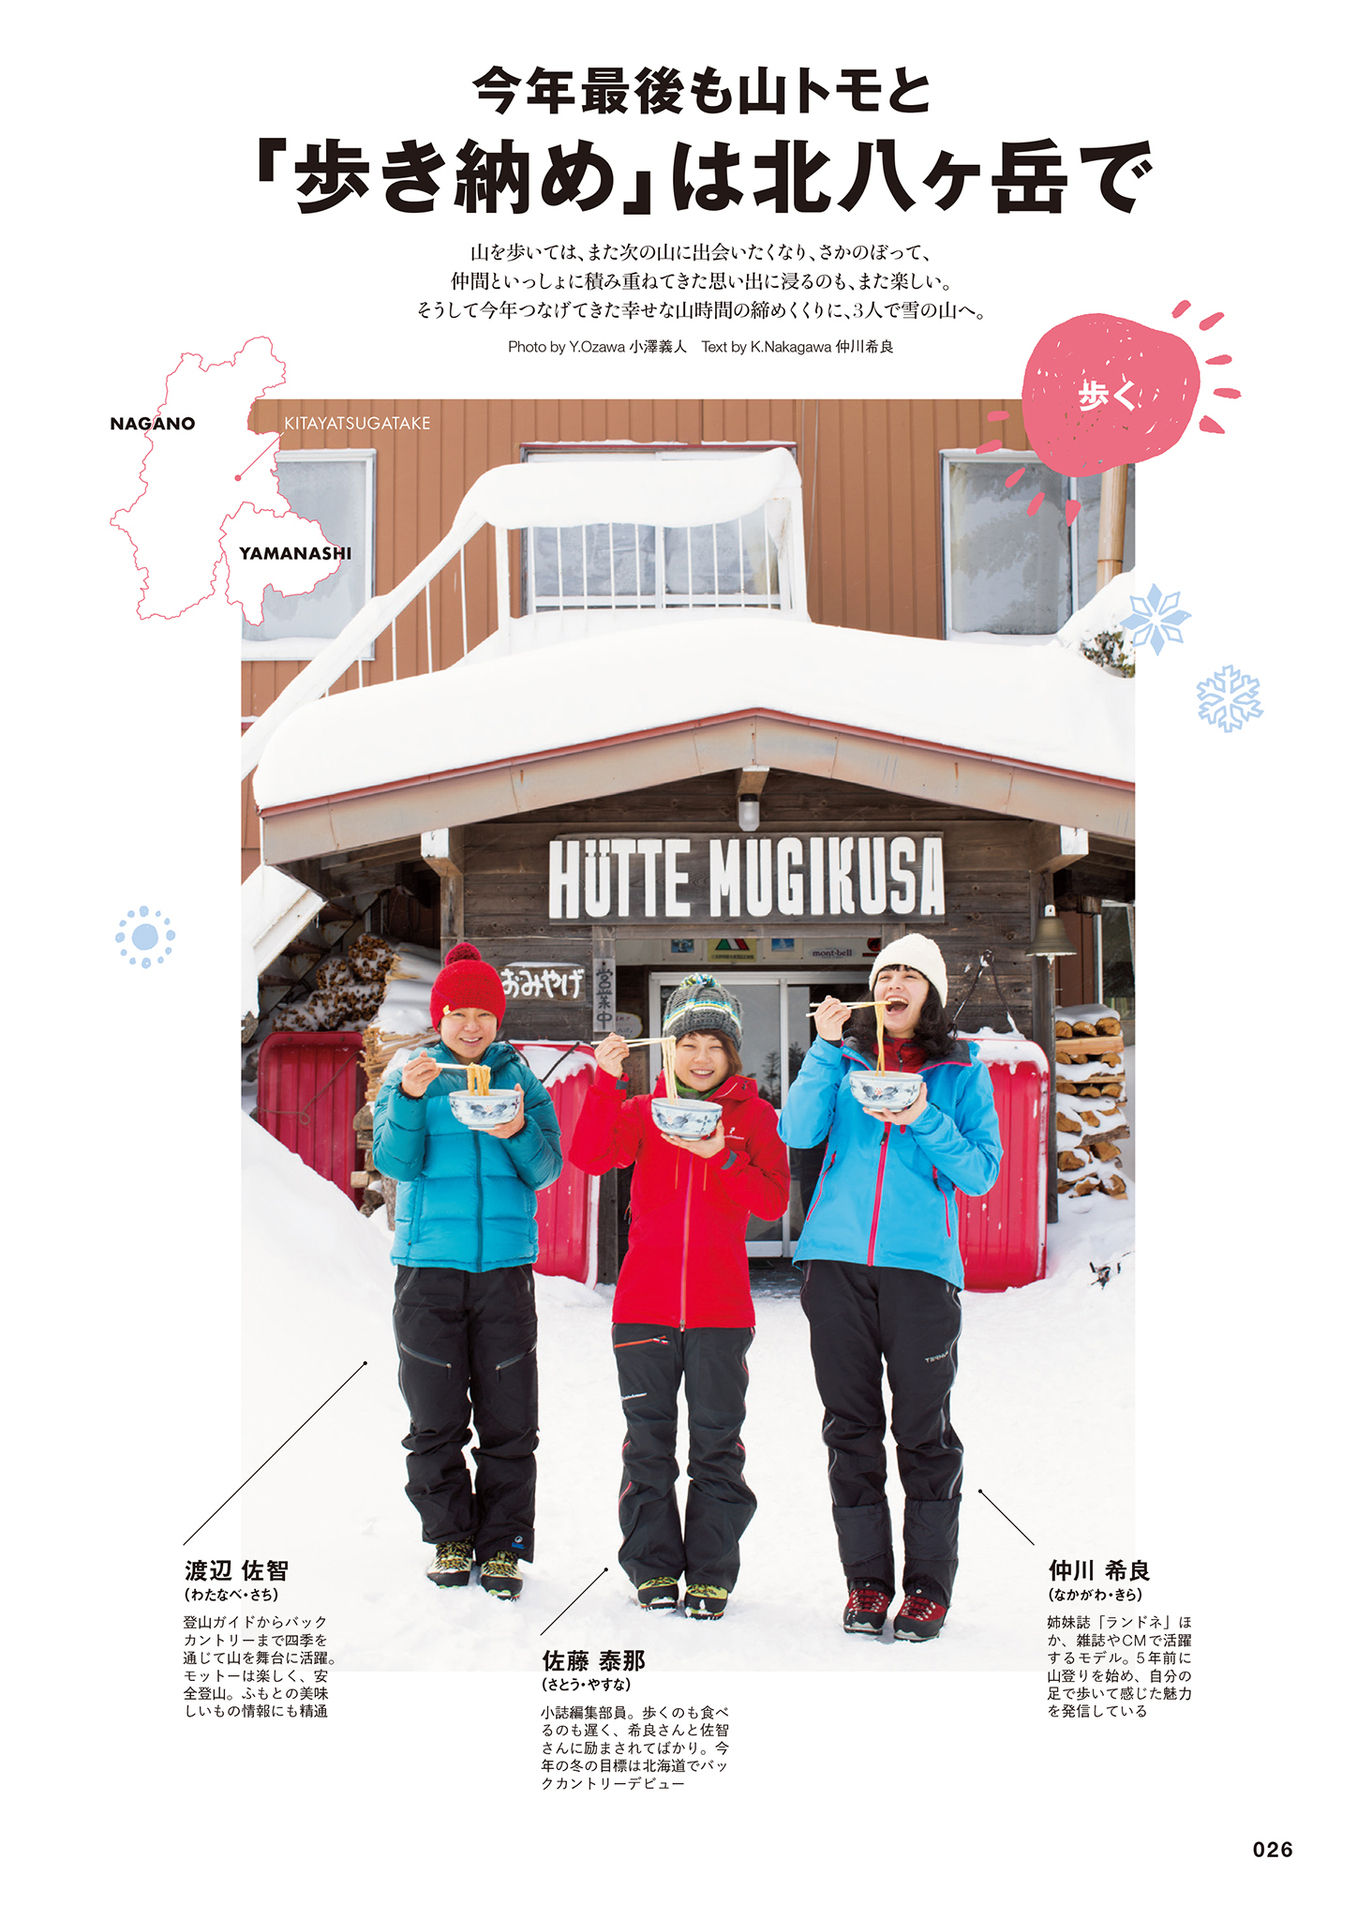 今年最後も山トモと
「歩き納め」は北八ヶ岳で
山を歩いては、また次の山に出会いたくなり、さかのぼって、
仲間といっしょに積み重ねてきた思い出に浸るのも、また楽しい。
そうして今年つなげてきた幸せな山時間の締めくくりに、3人で雪の山へ。
Photo by Y.Ozawa 小澤義人　Text by K.Nakagawa 仲川希良
歩く
NAGANO
KITAYATSUGATAKE
YAMANASHI
HÜTTE MUGIKUSA
mont-bell
おみやげ
営業中
渡辺 佐智
（わたなべ・さち）
登山ガイドからバック
カントリーまで四季を
通じて山を舞台に活躍。
モットーは楽しく、安
全登山。ふもとの美味
しいもの情報にも精通
佐藤 泰那
（さとう・やすな）
小誌編集部員。歩くのも食べ
るのも遅く、希良さんと佐智
さんに励まされてばかり。今
年の冬の目標は北海道でバッ
クカントリーデビュー
仲川 希良
（なかがわ・きら）
姉妹誌「ランドネ」ほ
か、雑誌やCMで活躍
するモデル。5年前に
山登りを始め、自分の
足で歩いて感じた魅力
を発信している
026